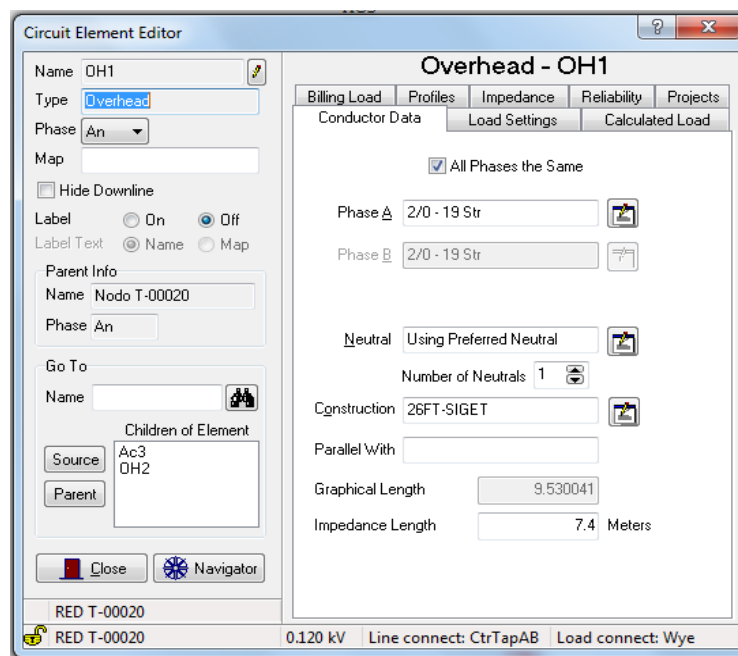 Circuit Element Editor
Name OH1
Type Overhead
Phase An
Map
Hide Downline
Label On Off
Label Text Name Map
Parent Info
Name Nodo T-00020
Phase An
Go To
Name
Children of Element
Source
Parent
Ac3
OH2
Close Navigator
RED T-00020
RED T-00020
Overhead - OH1
Billing Load Profiles Impedance Reliability Projects
Conductor Data Load Settings Calculated Load
All Phases the Same
Phase A 2/0 - 19 Str
Phase B 2/0 - 19 Str
Neutral Using Preferred Neutral
Number of Neutrals 1
Construction 26FT-SIGET
Parallel With
Graphical Length 9.530041
Impedance Length 7.4 Meters
0.120 kV Line connect: CtrTapAB Load connect: Wye